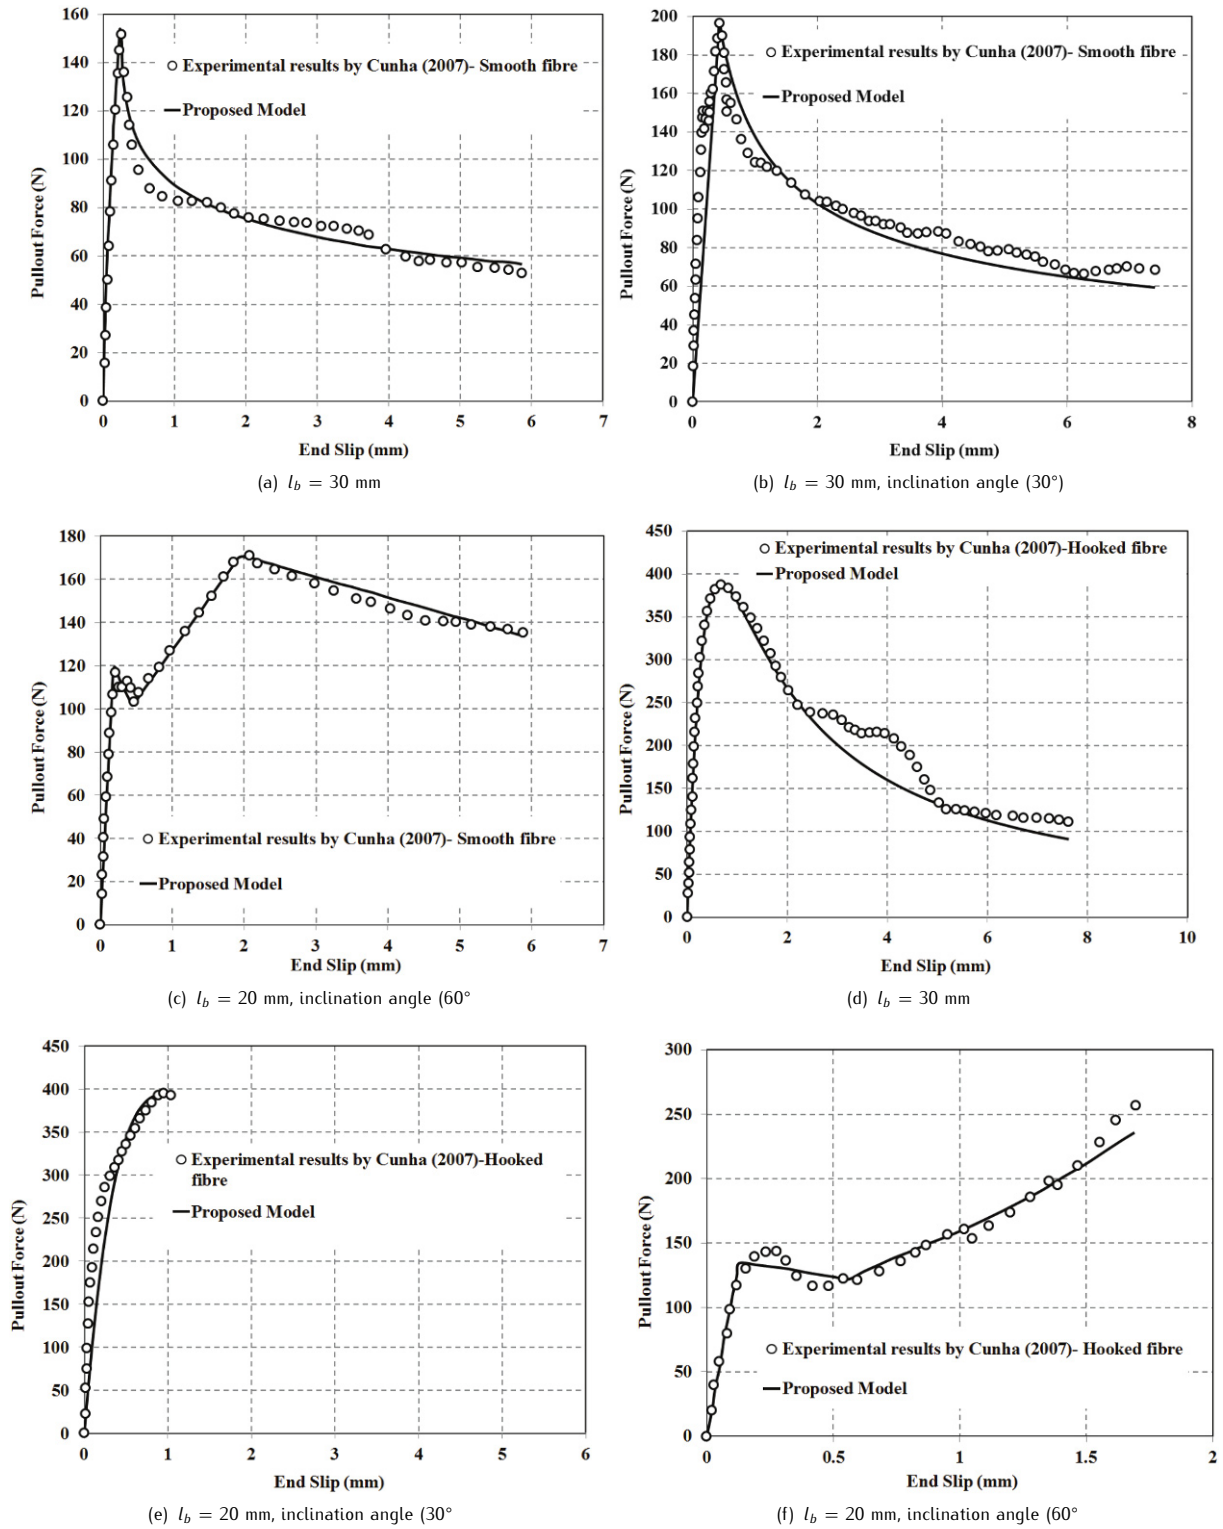 160
140
120
100
80
60
40
20
0
Pullout Force (N)
Experimental results by Cunha (2007)- Smooth fibre
Proposed Model
0 1 2 3 4 5 6 7
End Slip (mm)
(a) l_b = 30 mm
200
180
160
140
120
100
80
60
40
20
0
Pullout Force (N)
Experimental results by Cunha (2007)- Smooth fibre
Proposed Model
0 2 4 6 8
End Slip (mm)
(b) l_b = 30 mm, inclination angle (30°)
180
160
140
120
100
80
60
40
20
0
Pullout Force (N)
Experimental results by Cunha (2007)- Smooth fibre
Proposed Model
0 1 2 3 4 5 6 7
End Slip (mm)
(c) l_b = 20 mm, inclination angle (60°
450
400
350
300
250
200
150
100
50
0
Pullout Force (N)
Experimental results by Cunha (2007)-Hooked fibre
Proposed Model
0 2 4 6 8 10
End Slip (mm)
(d) l_b = 30 mm
450
400
350
300
250
200
150
100
50
0
Pullout Force (N)
Experimental results by Cunha (2007)-Hooked
fibre
Proposed Model
0 1 2 3 4 5 6
End Slip (mm)
(e) l_b = 20 mm, inclination angle (30°
300
250
200
150
100
50
0
Pullout Force (N)
Experimental results by Cunha (2007)- Hooked fibre
Proposed Model
0 0.5 1 1.5 2
End Slip (mm)
(f) l_b = 20 mm, inclination angle (60°